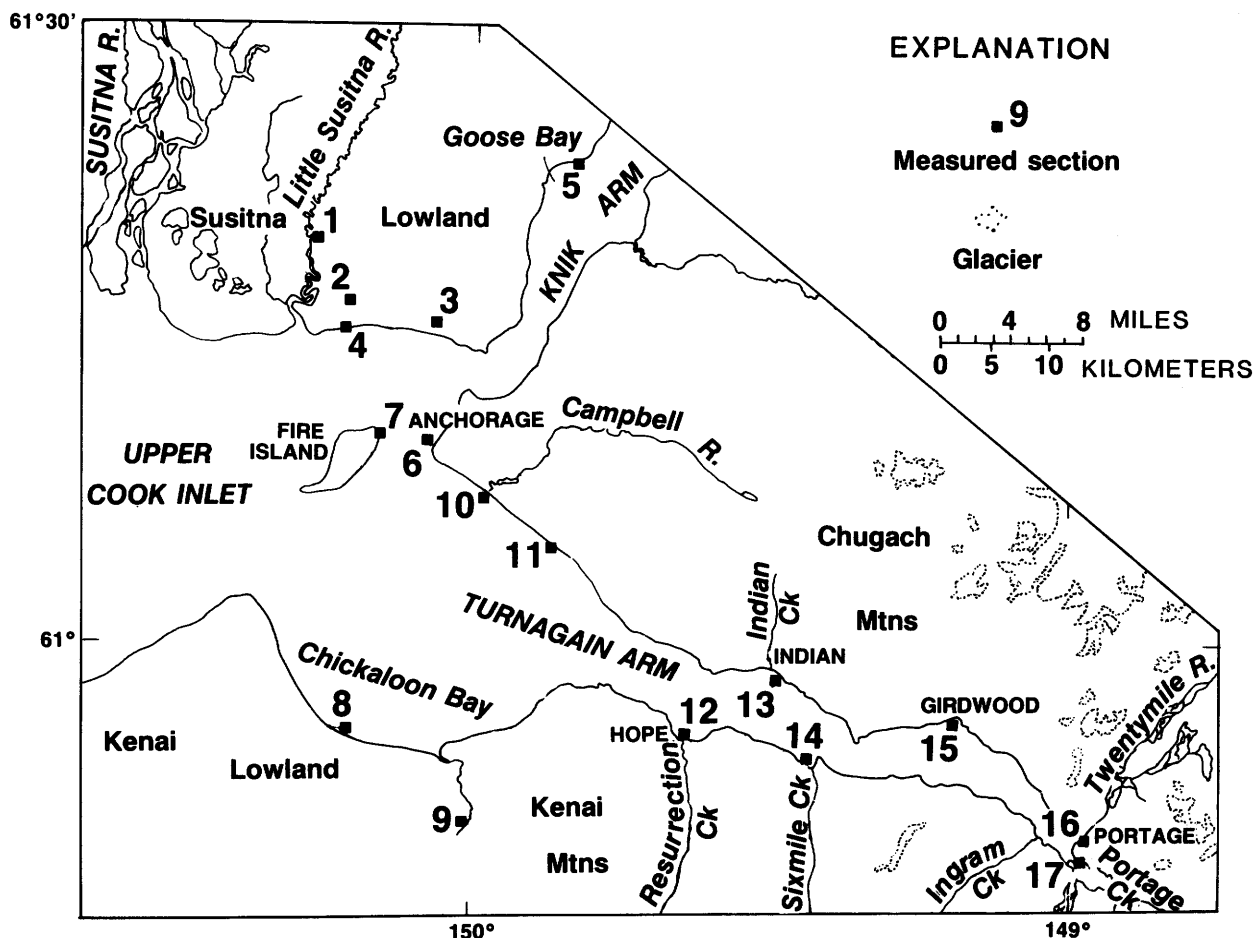 61°30'
SUSITNA R.
Little Susitna R.
EXPLANATION
9
Measured section
Glacier
0 4 8 MILES
0 5 10 KILOMETERS
Goose Bay
5
KNIK ARM
Susitna Lowland
1
2
3
4
7
ANCHORAGE
6
FIRE
ISLAND
UPPER
COOK INLET
Campbell R.
10
11
Chugach
Mtns
61°
TURNAGAIN ARM
Indian
Ck
INDIAN
Chickaloon Bay
8
Kenai
Lowland
9
Kenai
Mtns
HOPE
12
13
14
GIRDWOOD
15
Resurrection
Ck
Sixmile Ck
Twentymile R.
16
PORTAGE
17
Ingram
Ck
Portage
Ck
150°
149°